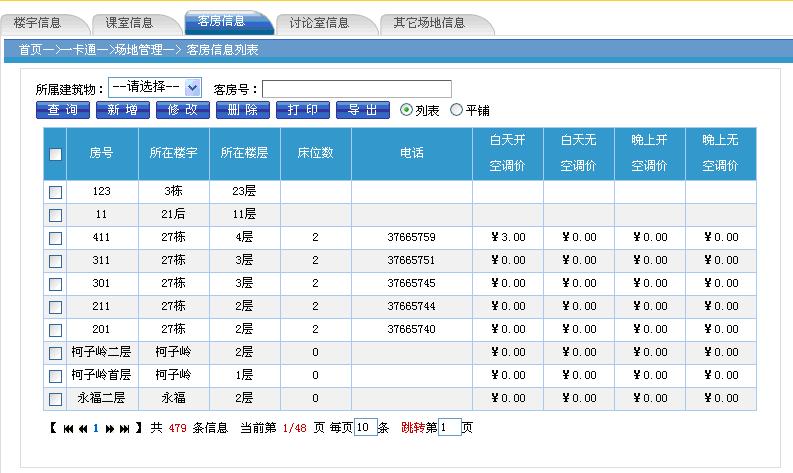 楼宇信息 课室信息 客房信息 讨论室信息 其它场地信息
首页—>一卡通—>场地管理—> 客房信息列表
所属建筑物： --请选择-- 客房号：
查 询 新 增 修 改 删 除 打 印 导 出 列表 平铺
房号 所在楼宇 所在楼层 床位数 电话 白天开空调价 白天无空调价 晚上开空调价 晚上无空调价
123 3栋 23层
11 21后 11层
411 27栋 4层 2 37665759 ￥3.00 ￥0.00 ￥0.00 ￥0.00
311 27栋 3层 2 37665751 ￥0.00 ￥0.00 ￥0.00 ￥0.00
301 27栋 3层 2 37665745 ￥0.00 ￥0.00 ￥0.00 ￥0.00
211 27栋 2层 2 37665744 ￥0.00 ￥0.00 ￥0.00 ￥0.00
201 27栋 2层 2 37665740 ￥0.00 ￥0.00 ￥0.00 ￥0.00
柯子岭二层 柯子岭 2层 0 ￥0.00 ￥0.00 ￥0.00 ￥0.00
柯子岭首层 柯子岭 1层 0 ￥0.00 ￥0.00 ￥0.00 ￥0.00
永福二层 永福 2层 0 ￥0.00 ￥0.00 ￥0.00 ￥0.00
【 1 】 共 479 条信息 当前第 1/48 页 每页 10 条 跳转第 1 页